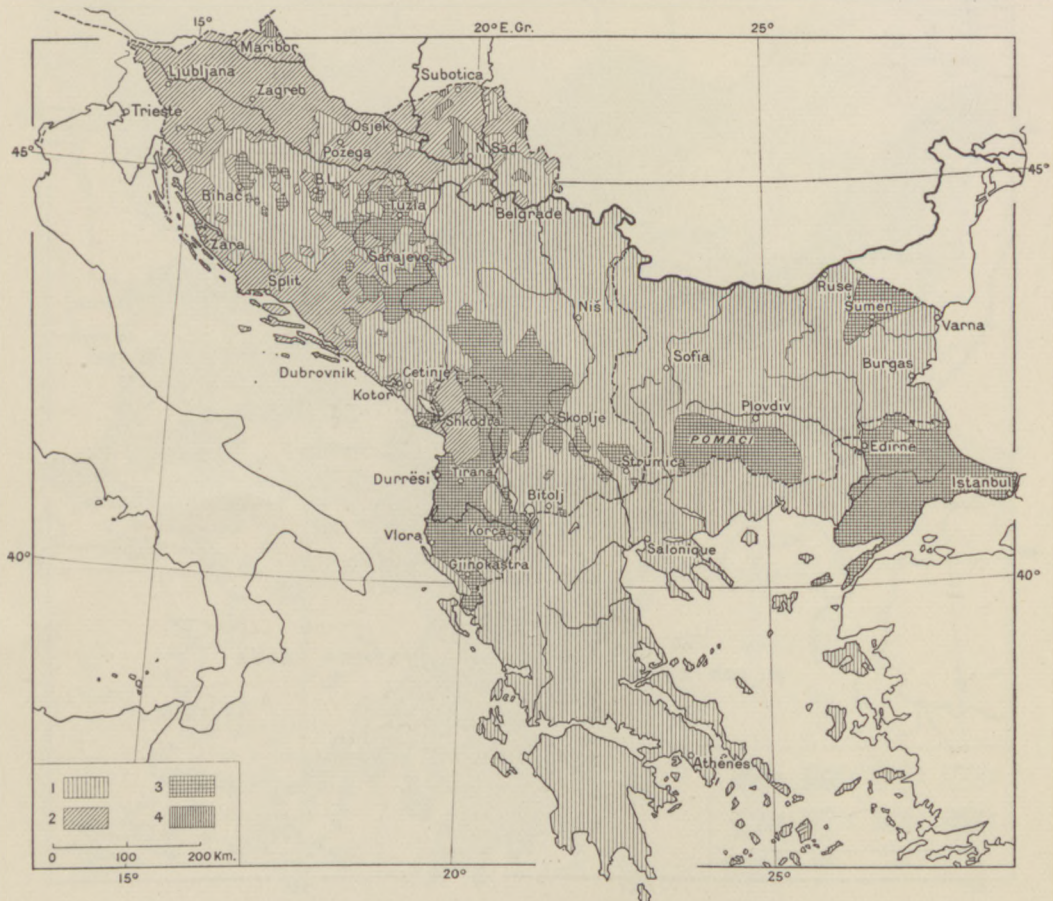 15°
20° E. Gr.
25°
Maribor
Ljubljana
Subotica
Zagreb
Trieste
Osjek
Požega
N. Sad
45°
45°
Bihać
B.L.
Tuzla
Belgrade
Zara
Sarajevo
Split
Ruse
Šumen
Niš
Varna
Sofia
Burgas
Dubrovnik
Cetinje
Kotor
Shkodra
Skoplje
Plovdiv
POMACI
Edirne
Strumica
Durrësi
Tirana
Istanbul
Bitolj
Vlora
Korça
Salonique
40°
40°
Gjinokastra
Athènes
1
3
2
4
0 100 200 Km.
15°
20°
25°